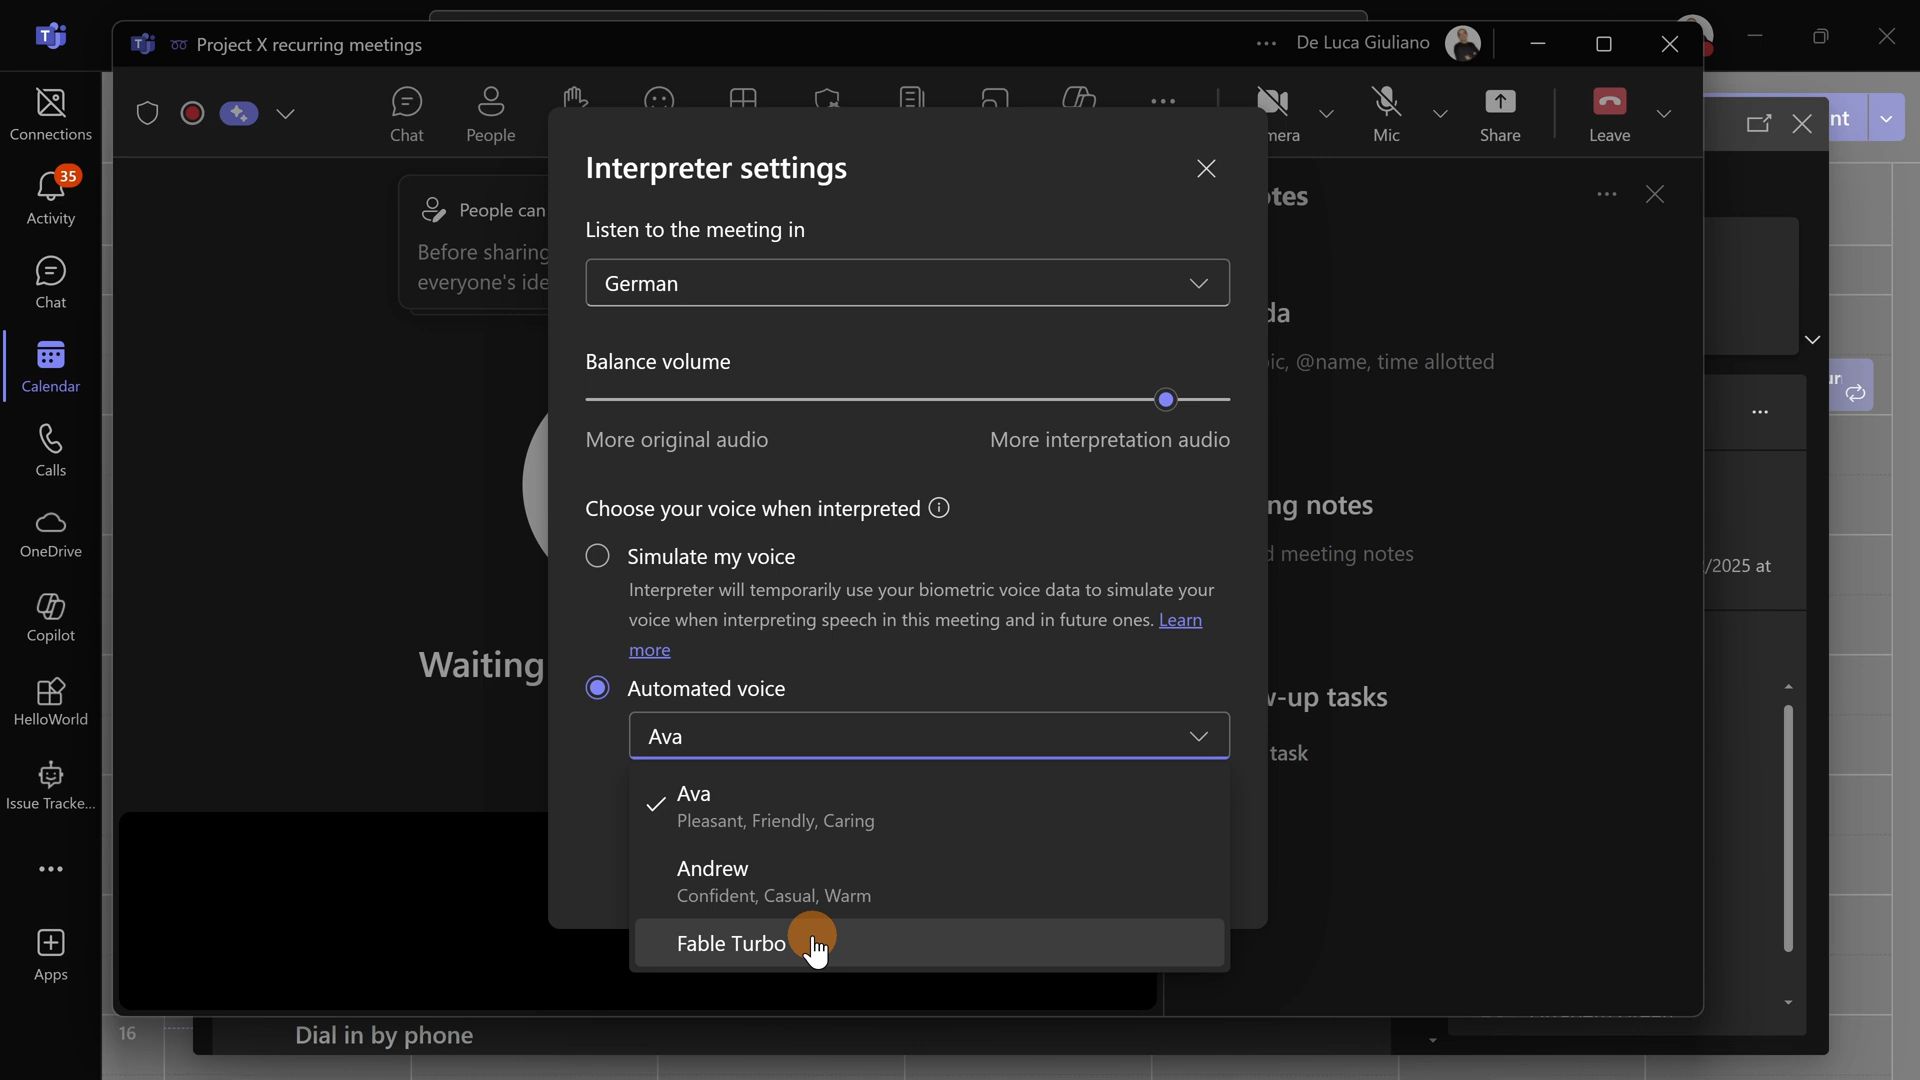 Project X recurring meetings
De Luca Giuliano
Connections
35
Activity
Chat
Calendar
Calls
OneDrive
Copilot
HelloWorld
Issue Tracke...
Apps
Chat
People
mera
Mic
Share
Leave
nt
People can
Before sharing
everyone's ide
Waiting
Interpreter settings
Listen to the meeting in
German
Balance volume
More original audio
More interpretation audio
Choose your voice when interpreted
Simulate my voice
Interpreter will temporarily use your biometric voice data to simulate your
voice when interpreting speech in this meeting and in future ones. Learn
more
Automated voice
Ava
Ava
Pleasant, Friendly, Caring
Andrew
Confident, Casual, Warm
Fable Turbo
tes
da
ic, @name, time allotted
ng notes
d meeting notes
w-up tasks
task
ur
/2025 at
16
Dial in by phone